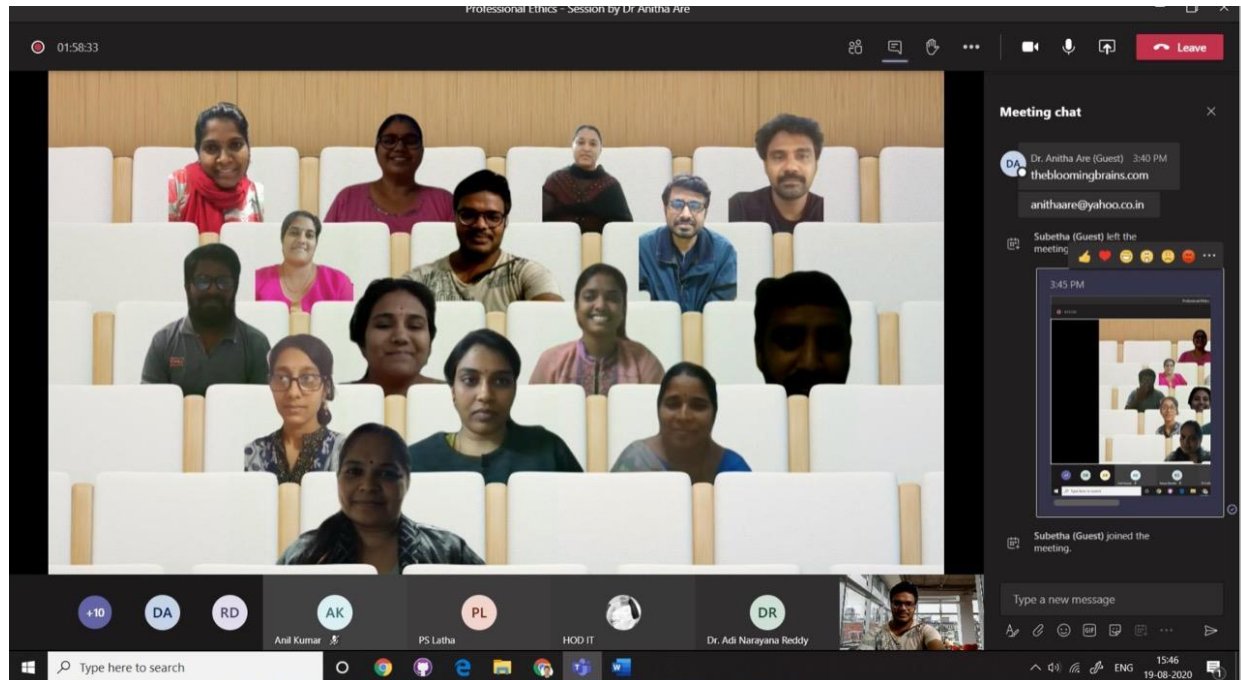 Professional Ethics - Session by Dr Anitha Are
01:58:33
Leave
Meeting chat
DA
Dr. Anitha Are (Guest) 3:40 PM
thebloomingbrains.com
anithaare@yahoo.co.in
Subetha (Guest) left the
meeting
3:45 PM
Subetha (Guest) joined the
meeting.
Type a new message
GIF
+10
DA
RD
AK
Anil Kumar
PL
PS Latha
HOD IT
DR
Dr. Adi Narayana Reddy
Type here to search
ENG
15:46
19-08-2020